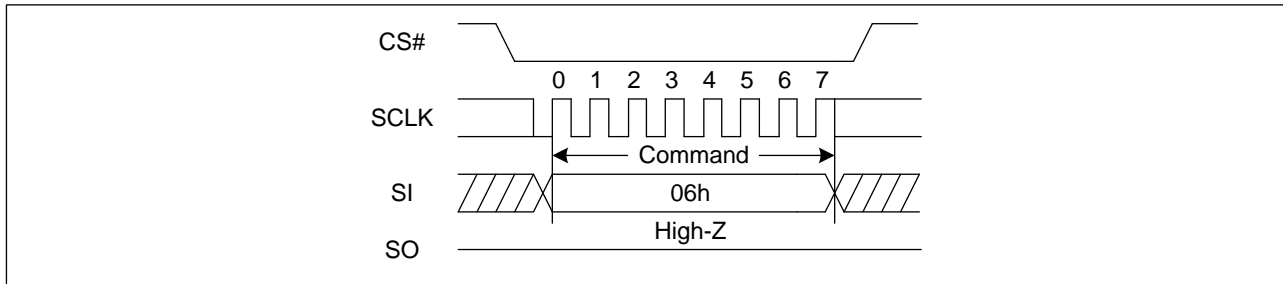 CS#
0 1 2 3 4 5 6 7
SCLK
Command
SI
06h
High-Z
SO